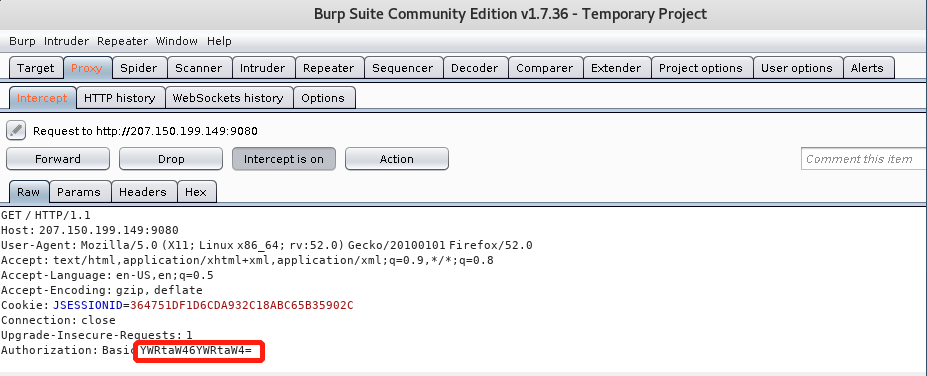 Burp Suite Community Edition v1.7.36 - Temporary Project
Burp Intruder Repeater Window Help
Target Proxy Spider Scanner Intruder Repeater Sequencer Decoder Comparer Extender Project options User options Alerts
Intercept HTTP history WebSockets history Options
Request to http://207.150.199.149:9080
Forward Drop Intercept is on Action Comment this item
Raw Params Headers Hex
GET / HTTP/1.1
Host: 207.150.199.149:9080
User-Agent: Mozilla/5.0 (X11; Linux x86_64; rv:52.0) Gecko/20100101 Firefox/52.0
Accept: text/html,application/xhtml+xml,application/xml;q=0.9,*/*;q=0.8
Accept-Language: en-US,en;q=0.5
Accept-Encoding: gzip, deflate
Cookie: JSESSIONID=364751DF1D6CDA932C18ABC65B35902C
Connection: close
Upgrade-Insecure-Requests: 1
Authorization: Basic YWRtaW46YWRtaW4=